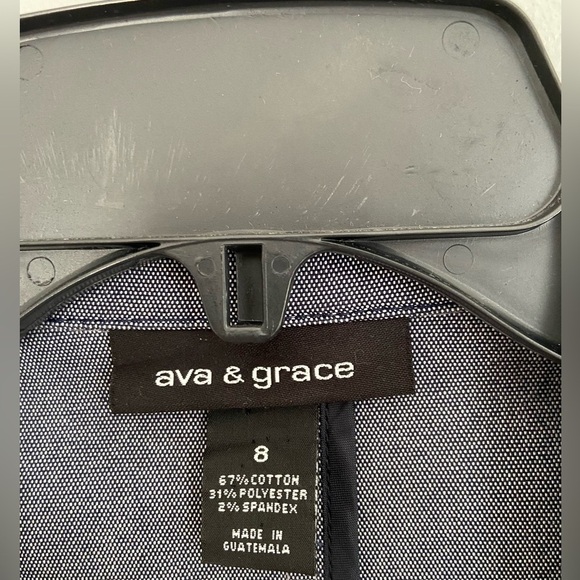 ava & grace
8
67% COTTON
31% POLYESTER
2% SPANDEX
MADE IN
GUATEMALA